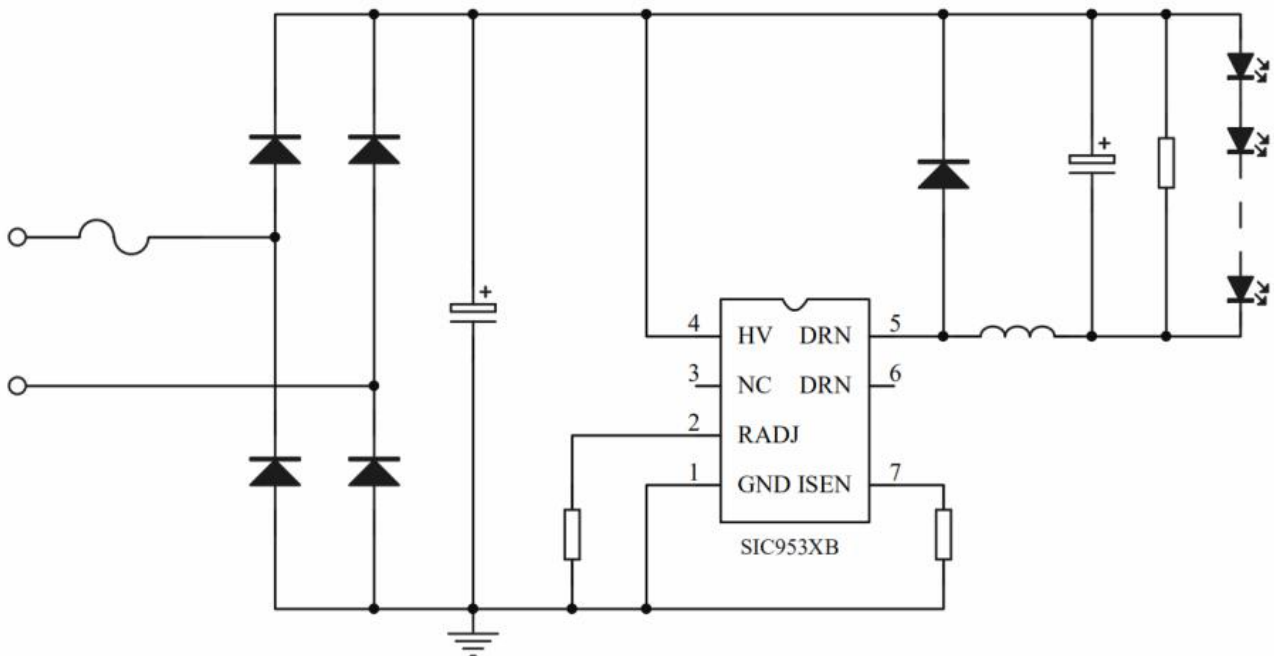 +
+
4 HV DRN 5
3 NC DRN 6
2 RADJ
1 GND ISEN 7
SIC953XB